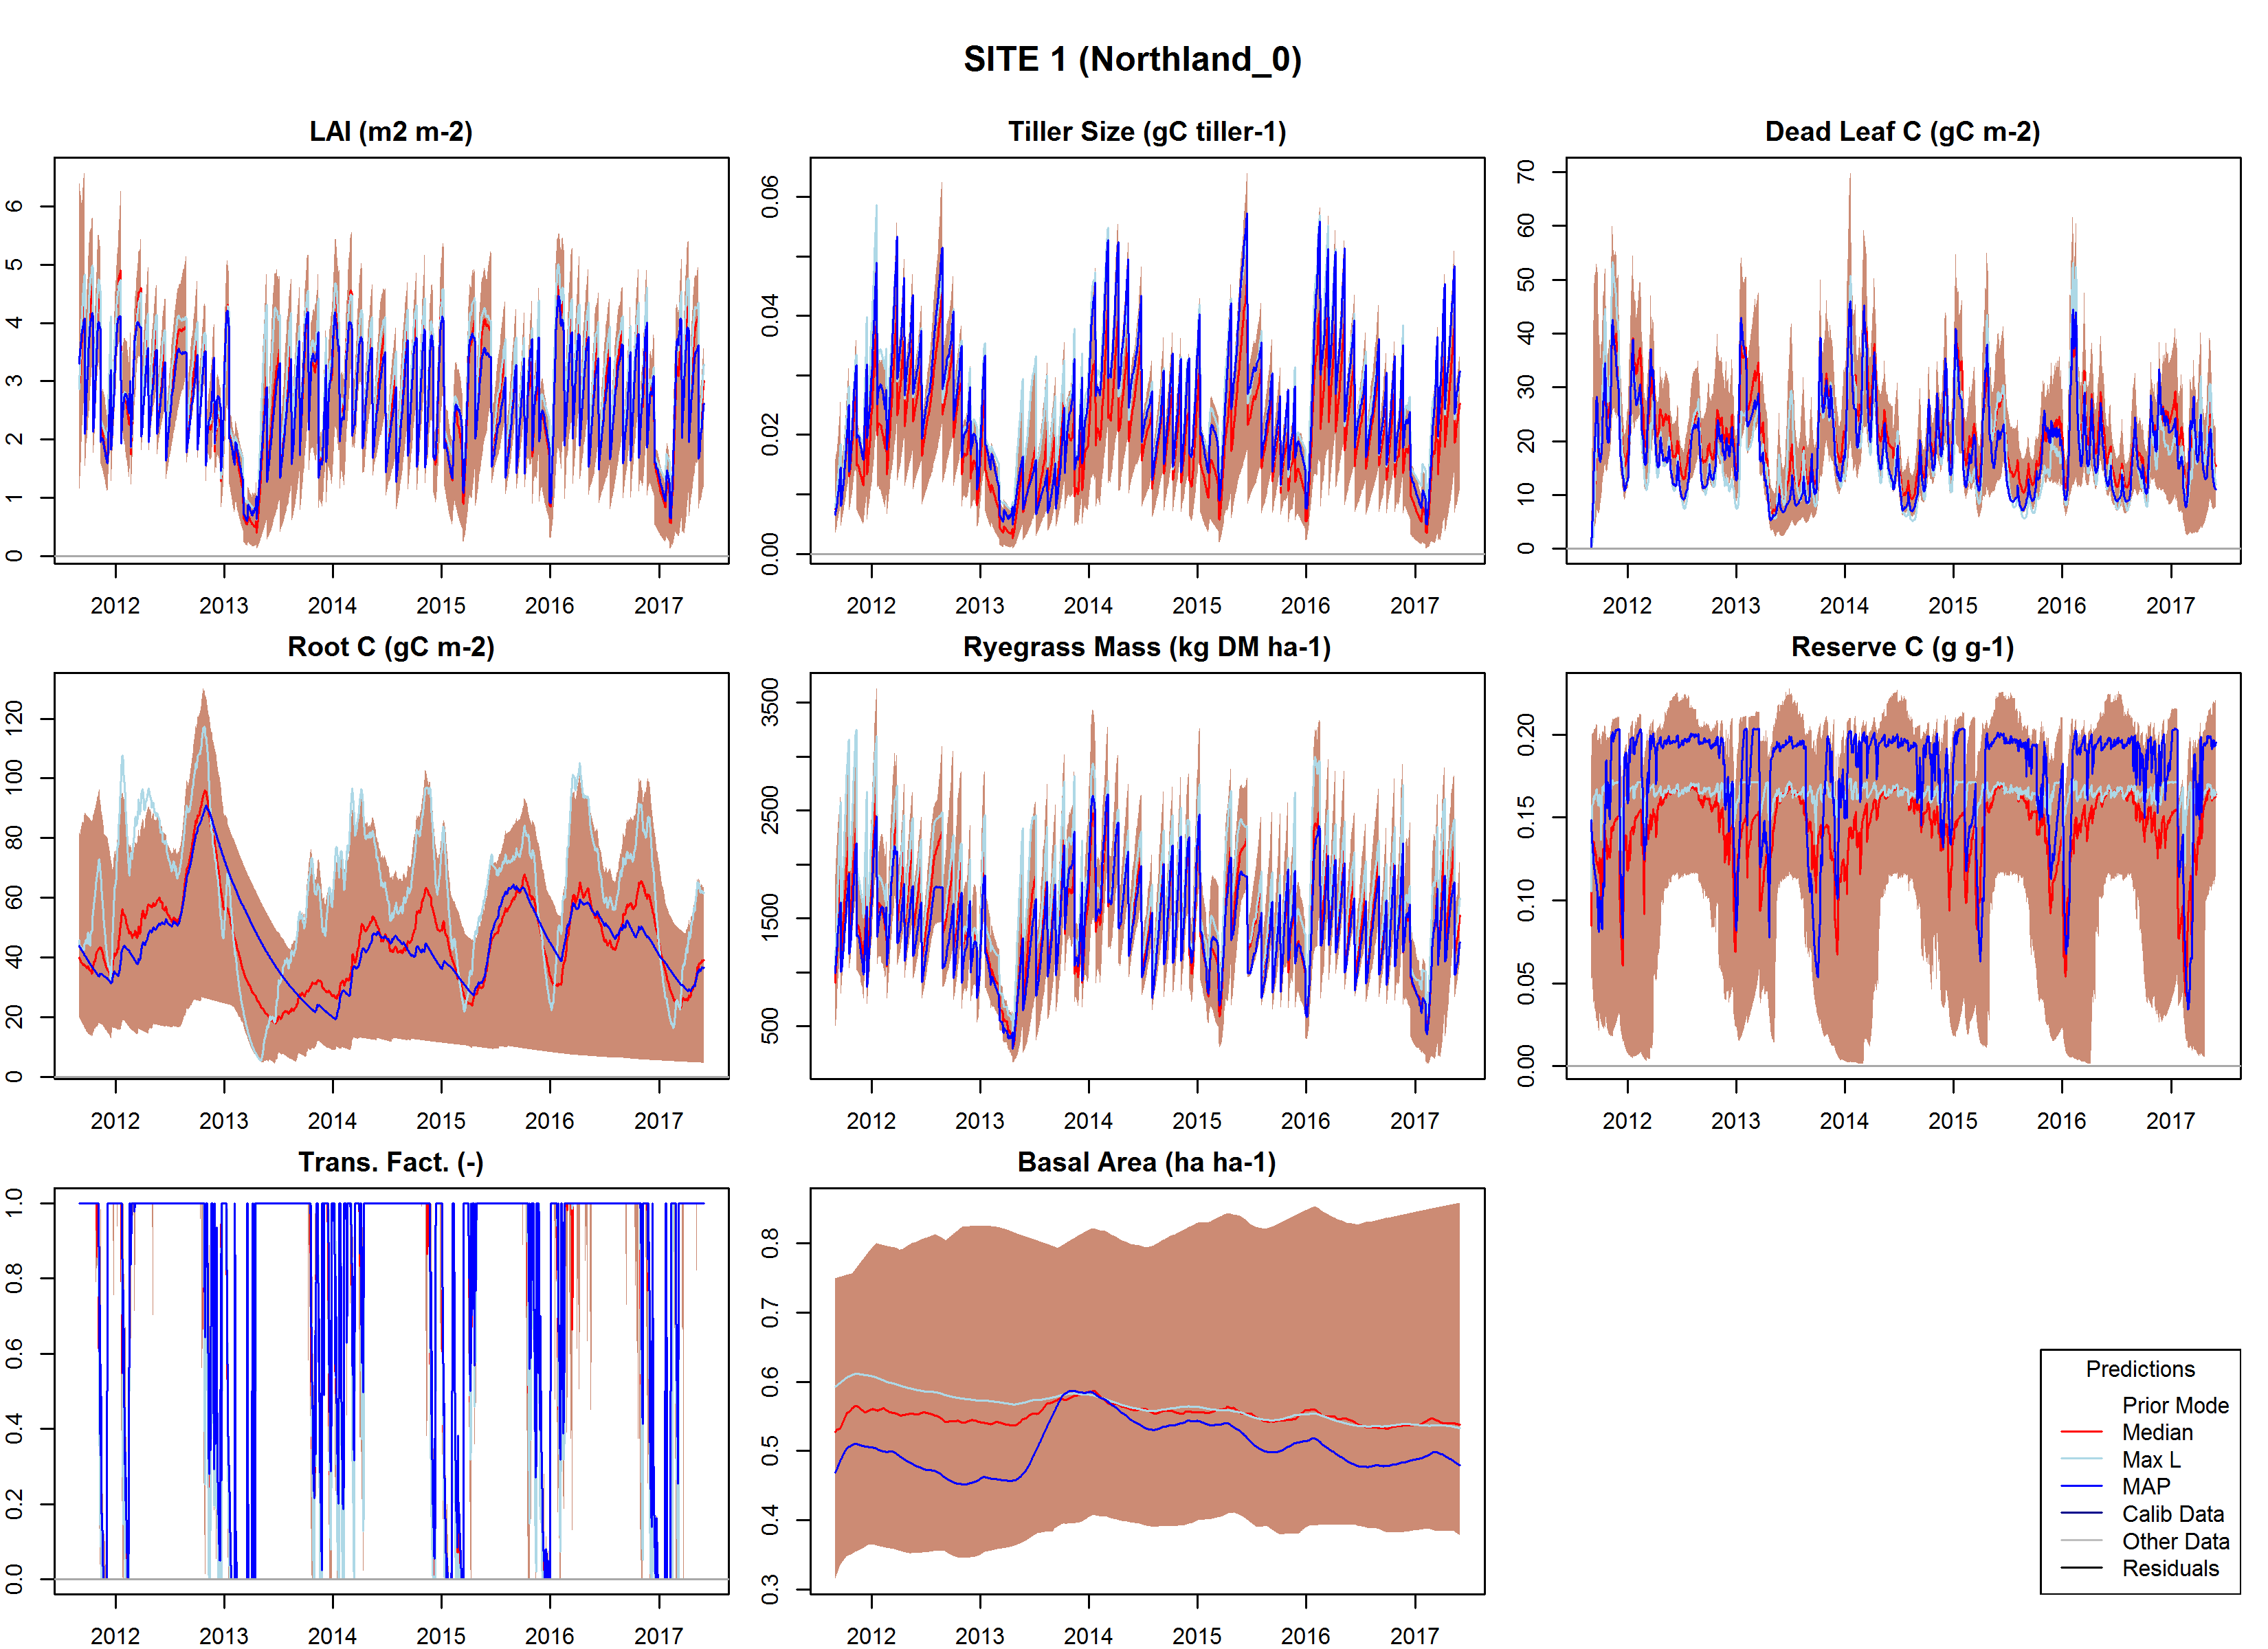 SITE 1 (Northland_0)
LAI (m2 m-2)
0 1 2 3 4 5 6
2012 2013 2014 2015 2016 2017
Tiller Size (gC tiller-1)
0.00 0.02 0.04 0.06
2012 2013 2014 2015 2016 2017
Dead Leaf C (gC m-2)
0 10 20 30 40 50 60 70
2012 2013 2014 2015 2016 2017
Root C (gC m-2)
0 20 40 60 80 100 120
2012 2013 2014 2015 2016 2017
Ryegrass Mass (kg DM ha-1)
500 1500 2500 3500
2012 2013 2014 2015 2016 2017
Reserve C (g g-1)
0.00 0.05 0.10 0.15 0.20
2012 2013 2014 2015 2016 2017
Trans. Fact. (-)
0.0 0.2 0.4 0.6 0.8 1.0
2012 2013 2014 2015 2016 2017
Basal Area (ha ha-1)
0.3 0.4 0.5 0.6 0.7 0.8
2012 2013 2014 2015 2016 2017
Predictions
Prior Mode
Median
Max L
MAP
Calib Data
Other Data
Residuals